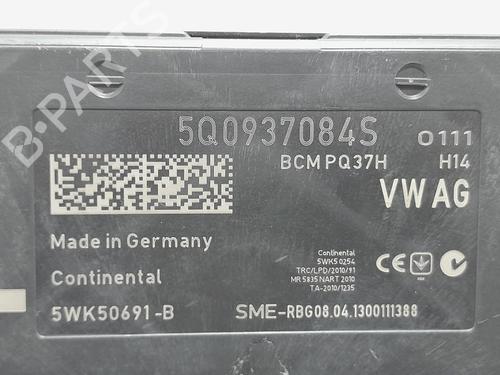 B-PARTS
5Q0937084S
0111
BCM PQ37H
H14
VW AG
Made in Germany
Continental
5WK50691-B
Continental
5WK5 0254
TRC/LPD/2010/91
MR 5835 NART 2010
T.A-2010/1235
CE
SME-RBG08.04.1300111388